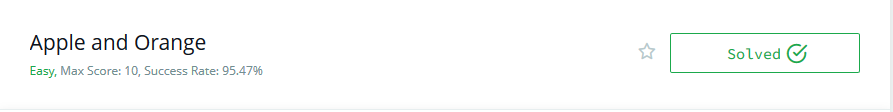 Apple and Orange
Solved
Easy, Max Score: 10, Success Rate: 95.47%